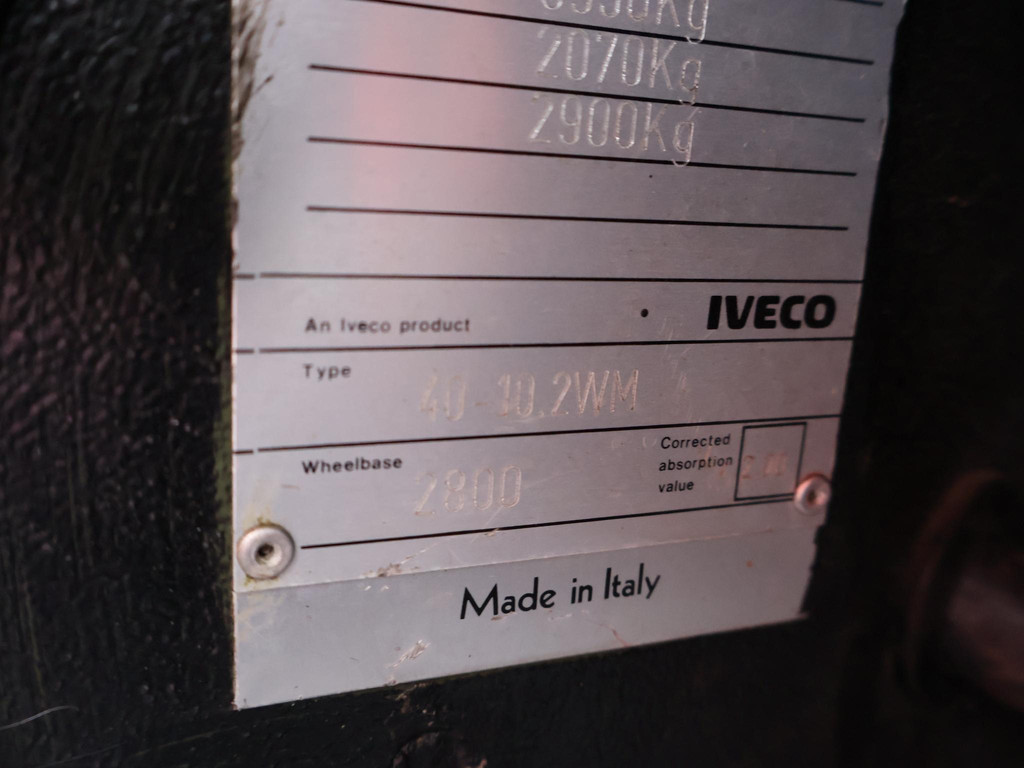 2070Kg
2900Kg
An Iveco product
IVECO
Type 40-10.2WM
Wheelbase 2800
Corrected
absorption
value
Made in Italy